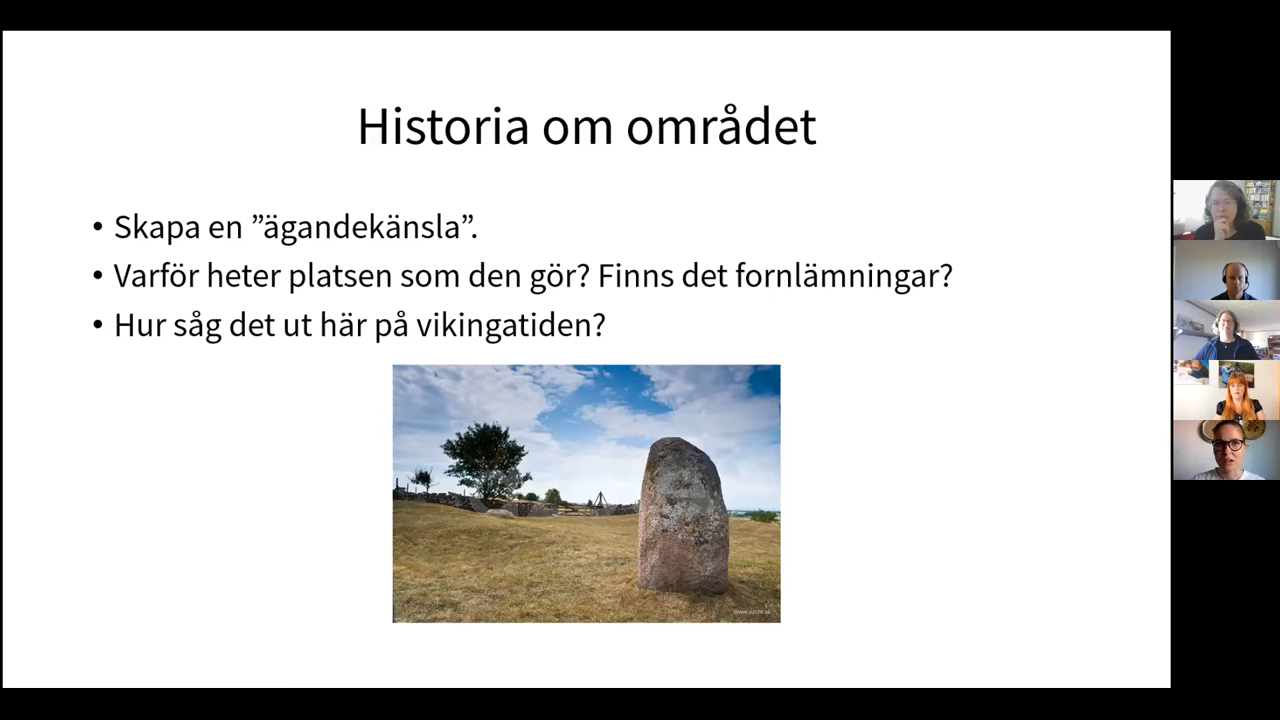 Historia om området
• Skapa en ”ägandekänsla”.
• Varför heter platsen som den gör? Finns det fornlämningar?
• Hur såg det ut här på vikingatiden?